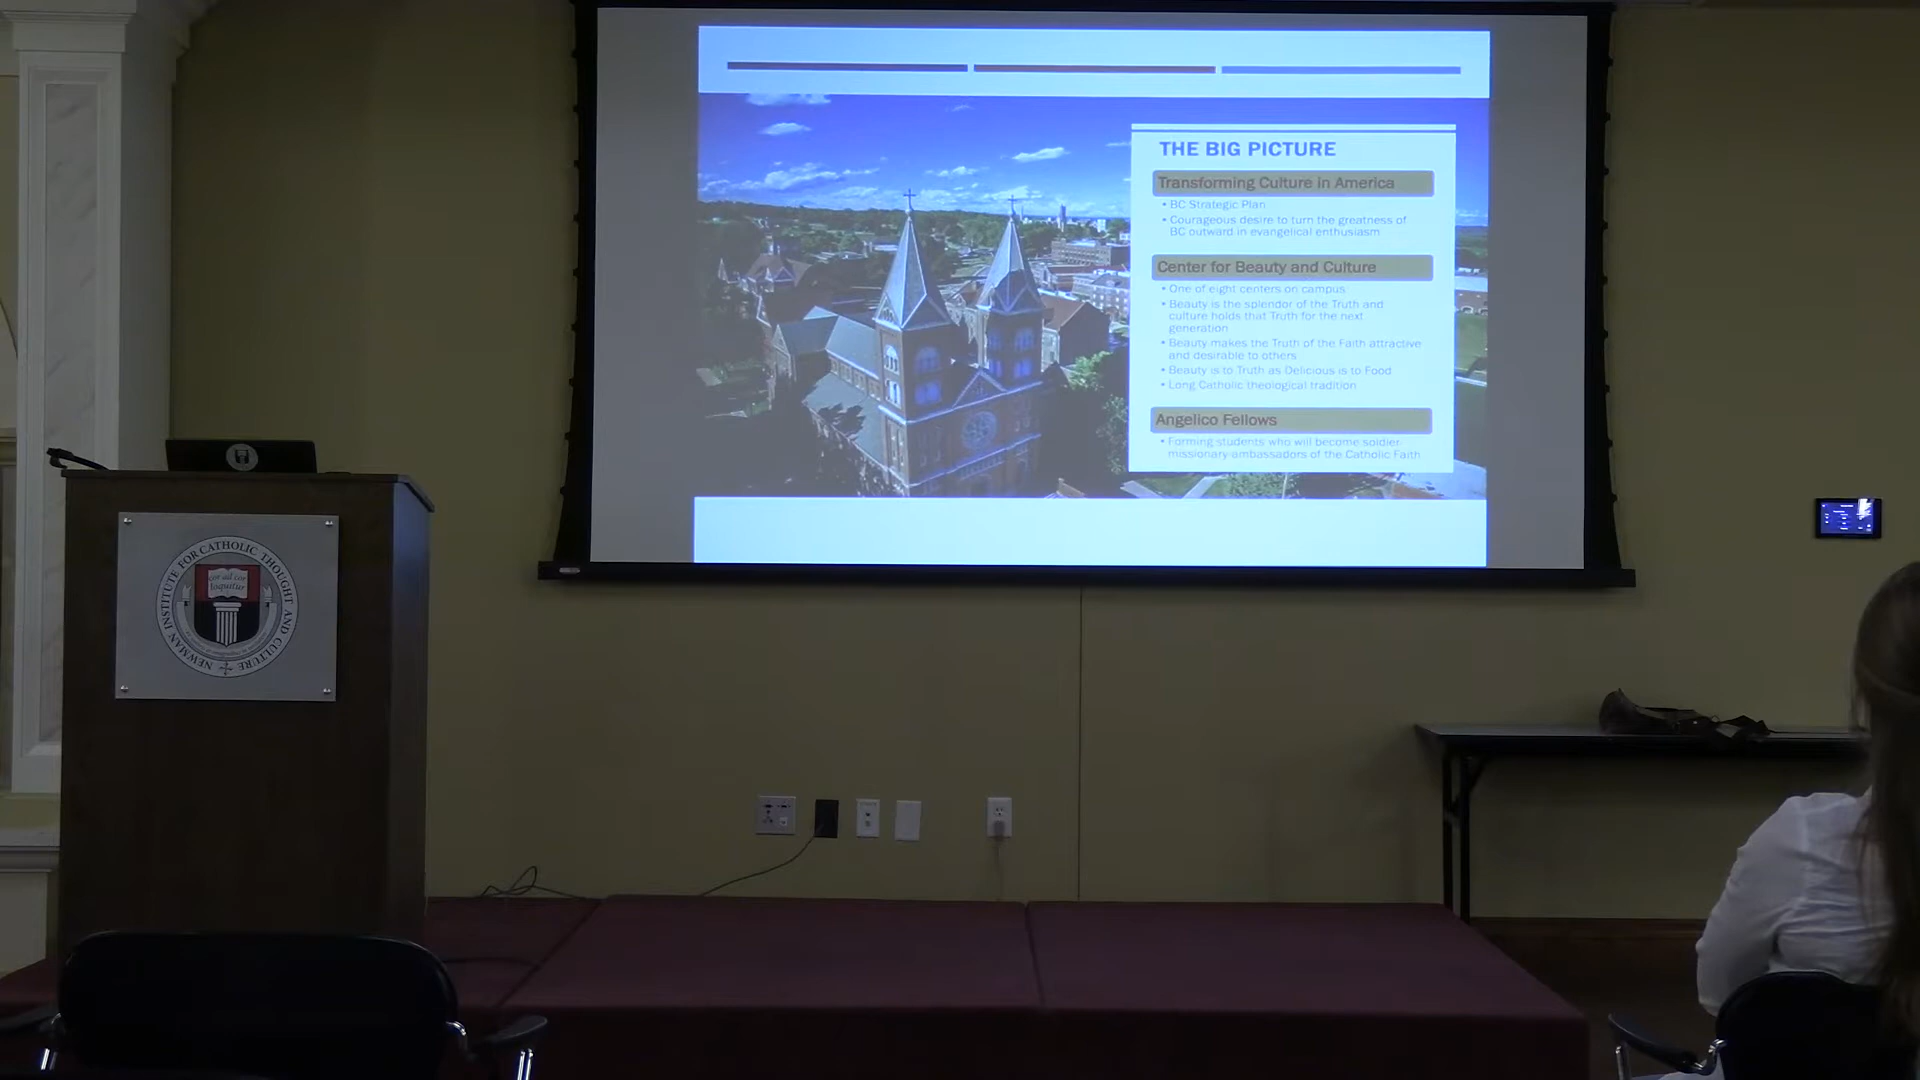 THE BIG PICTURE
Transforming Culture in America
• BC Strategic Plan
• Courageous desire to turn the greatness of
BC outward in evangelical enthusiasm
Center for Beauty and Culture
• One of eight centers on campus
• Beauty is the splendor of the Truth and
culture holds that Truth for the next
generation
• Beauty makes the Truth of the Faith attractive
and desirable to others
• Beauty is to Truth as Delicious is to Food
• Long Catholic theological tradition
Angelico Fellows
• Forming students who will become soldier-
missionary-ambassadors of the Catholic Faith
NEWMAN INSTITUTE FOR CATHOLIC THOUGHT AND CULTURE
cor ad cor
loquitur